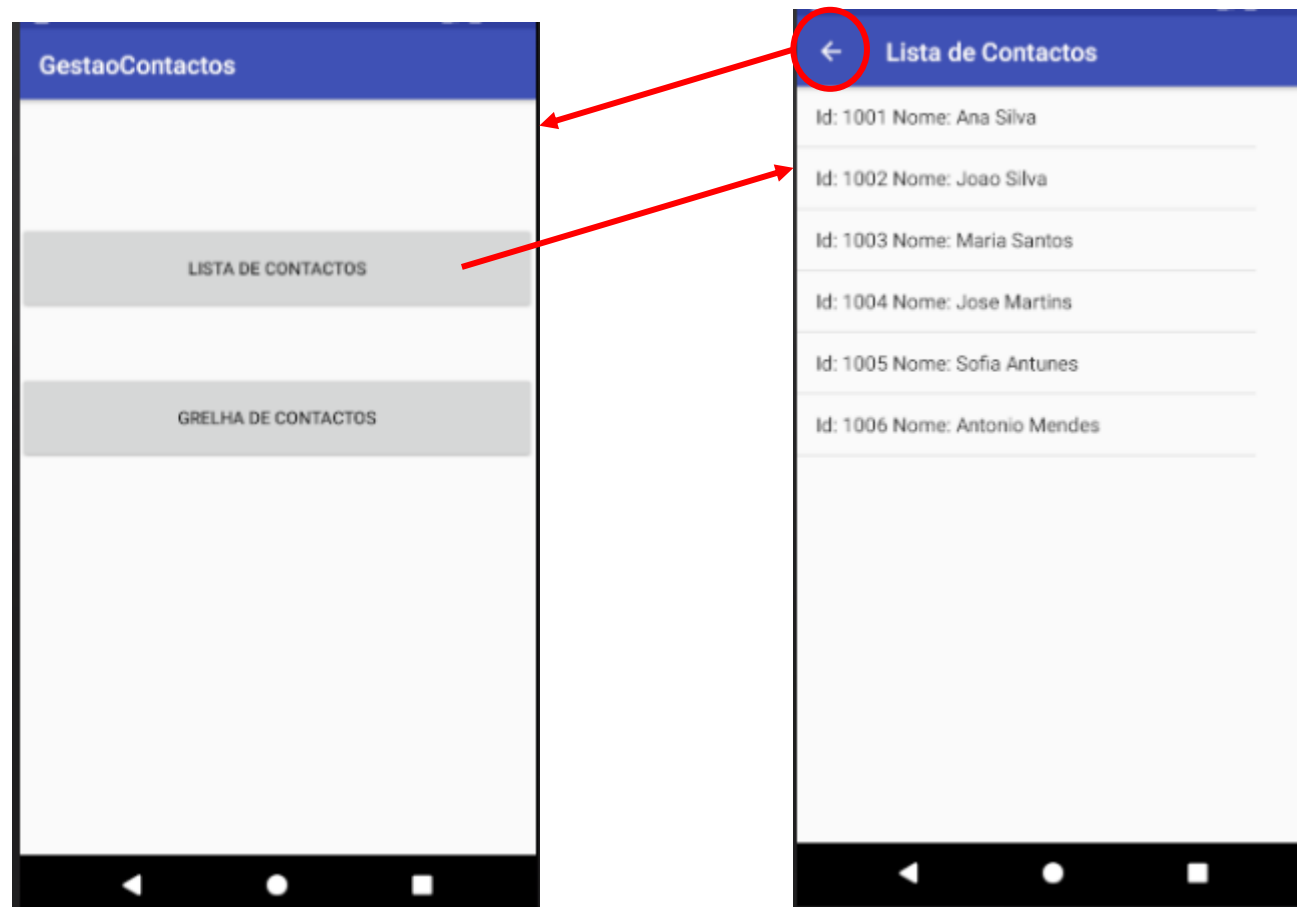 GestaoContactos
LISTA DE CONTACTOS
GRELHA DE CONTACTOS
Lista de Contactos
Id: 1001 Nome: Ana Silva
Id: 1002 Nome: Joao Silva
Id: 1003 Nome: Maria Santos
Id: 1004 Nome: Jose Martins
Id: 1005 Nome: Sofia Antunes
Id: 1006 Nome: Antonio Mendes